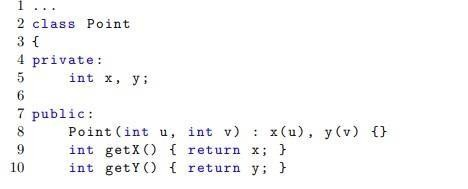 1 ...
2 class Point
3 {
4 private:
5     int x, y;
6
7 public:
8     Point(int u, int v) : x(u), y(v) {}
9     int getX() { return x; }
10     int getY() { return y; }